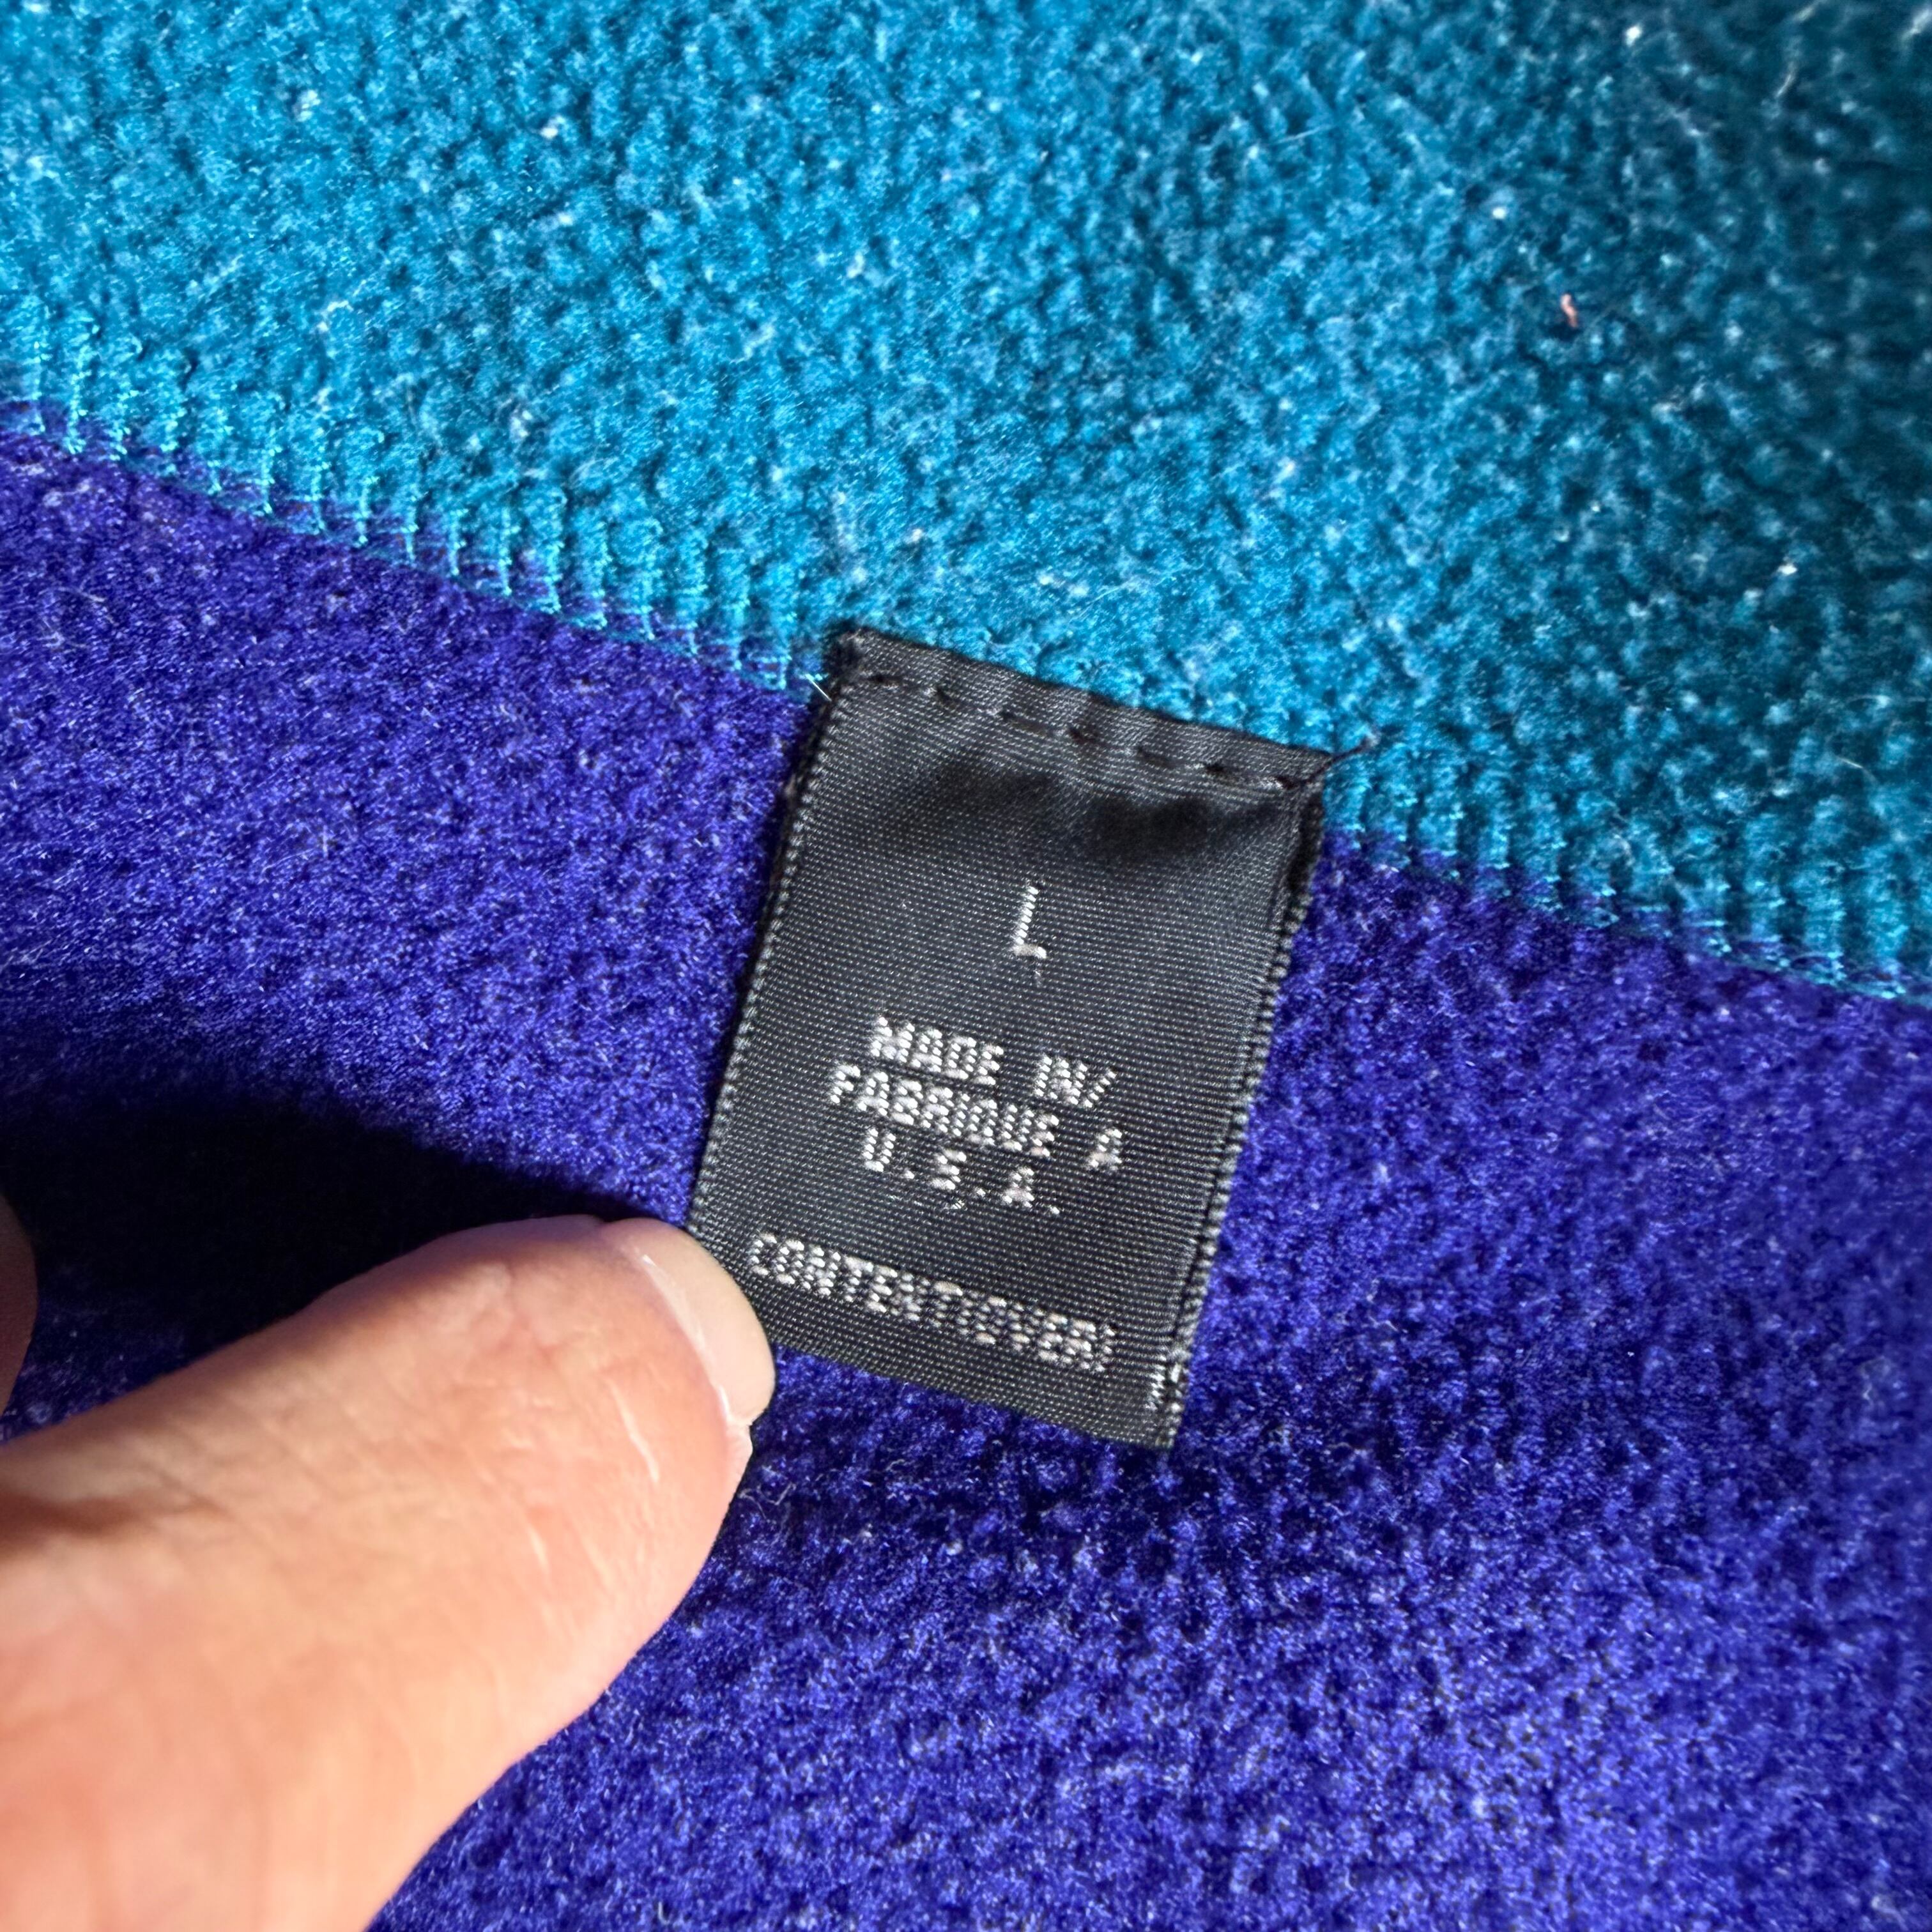 L
MADE IN/
FABRIQUE A
U.S.A.
CONTENT(OVER)